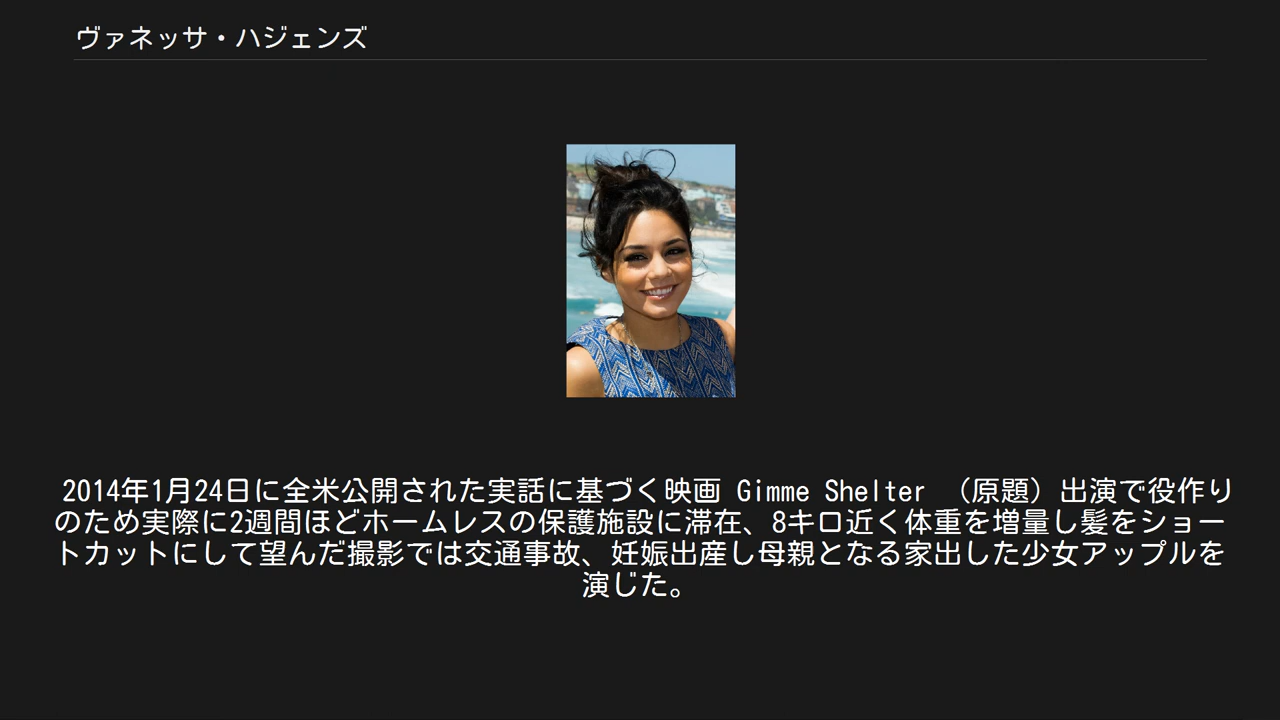 ヴァネッサ・ハジェンズ
2014年1月24日に全米公開された実話に基づく映画 Gimme Shelter （原題）出演で役作り
のため実際に2週間ほどホームレスの保護施設に滞在、8キロ近く体重を増量し髪をショー
トカットにして望んだ撮影では交通事故、妊娠出産し母親となる家出した少女アップルを
演じた。